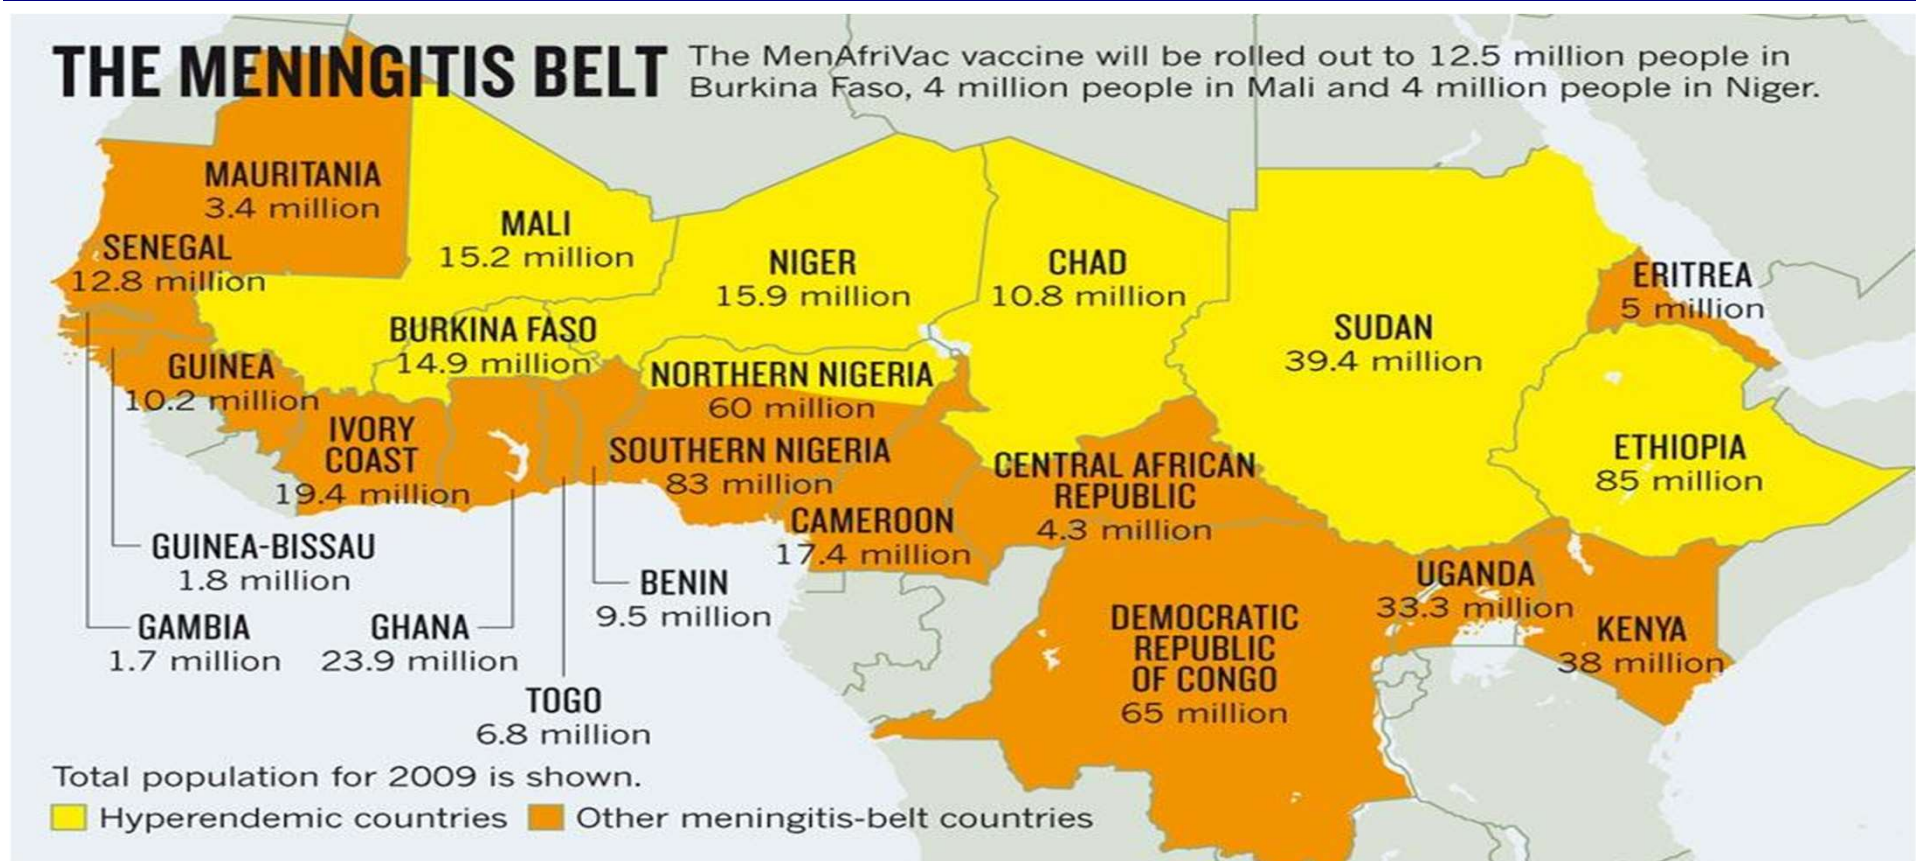 THE MENINGITIS BELT
The MenAfriVac vaccine will be rolled out to 12.5 million people in
Burkina Faso, 4 million people in Mali and 4 million people in Niger.
MAURITANIA
3.4 million
SENEGAL
12.8 million
MALI
15.2 million
NIGER
15.9 million
CHAD
10.8 million
SUDAN
39.4 million
ERITREA
5 million
BURKINA FASO
14.9 million
GUINEA
10.2 million
NORTHERN NIGERIA
60 million
IVORY
COAST
19.4 million
SOUTHERN NIGERIA
83 million
CENTRAL AFRICAN
REPUBLIC
4.3 million
ETHIOPIA
85 million
CAMEROON
17.4 million
GUINEA-BISSAU
1.8 million
GAMBIA
1.7 million
GHANA
23.9 million
BENIN
9.5 million
TOGO
6.8 million
DEMOCRATIC
REPUBLIC
OF CONGO
65 million
UGANDA
33.3 million
KENYA
38 million
Total population for 2009 is shown.
Hyperendemic countries
Other meningitis-belt countries